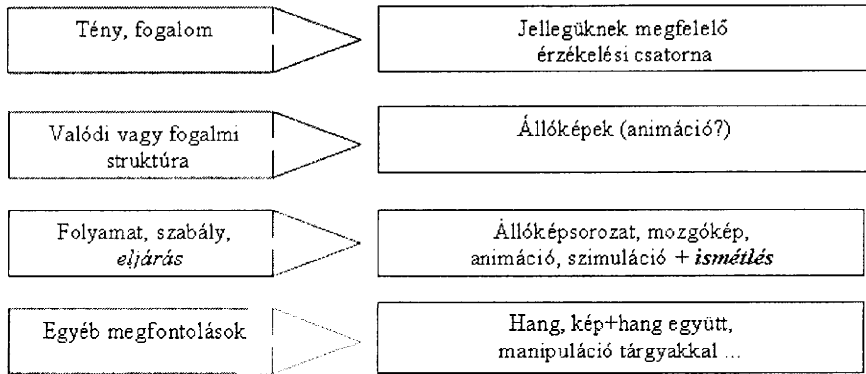 Tény, fogalom
Jellegüknek megfelelő
érzékelési csatorna
Valódi vagy fogalmi
struktúra
Állóképek (animáció?)
Folyamat, szabály,
eljárás
Állóképsorozat, mozgókép,
animáció, szimuláció + ismétlés
Egyéb megfontolások
Hang, kép+hang együtt,
manipuláció tárgyakkal ...